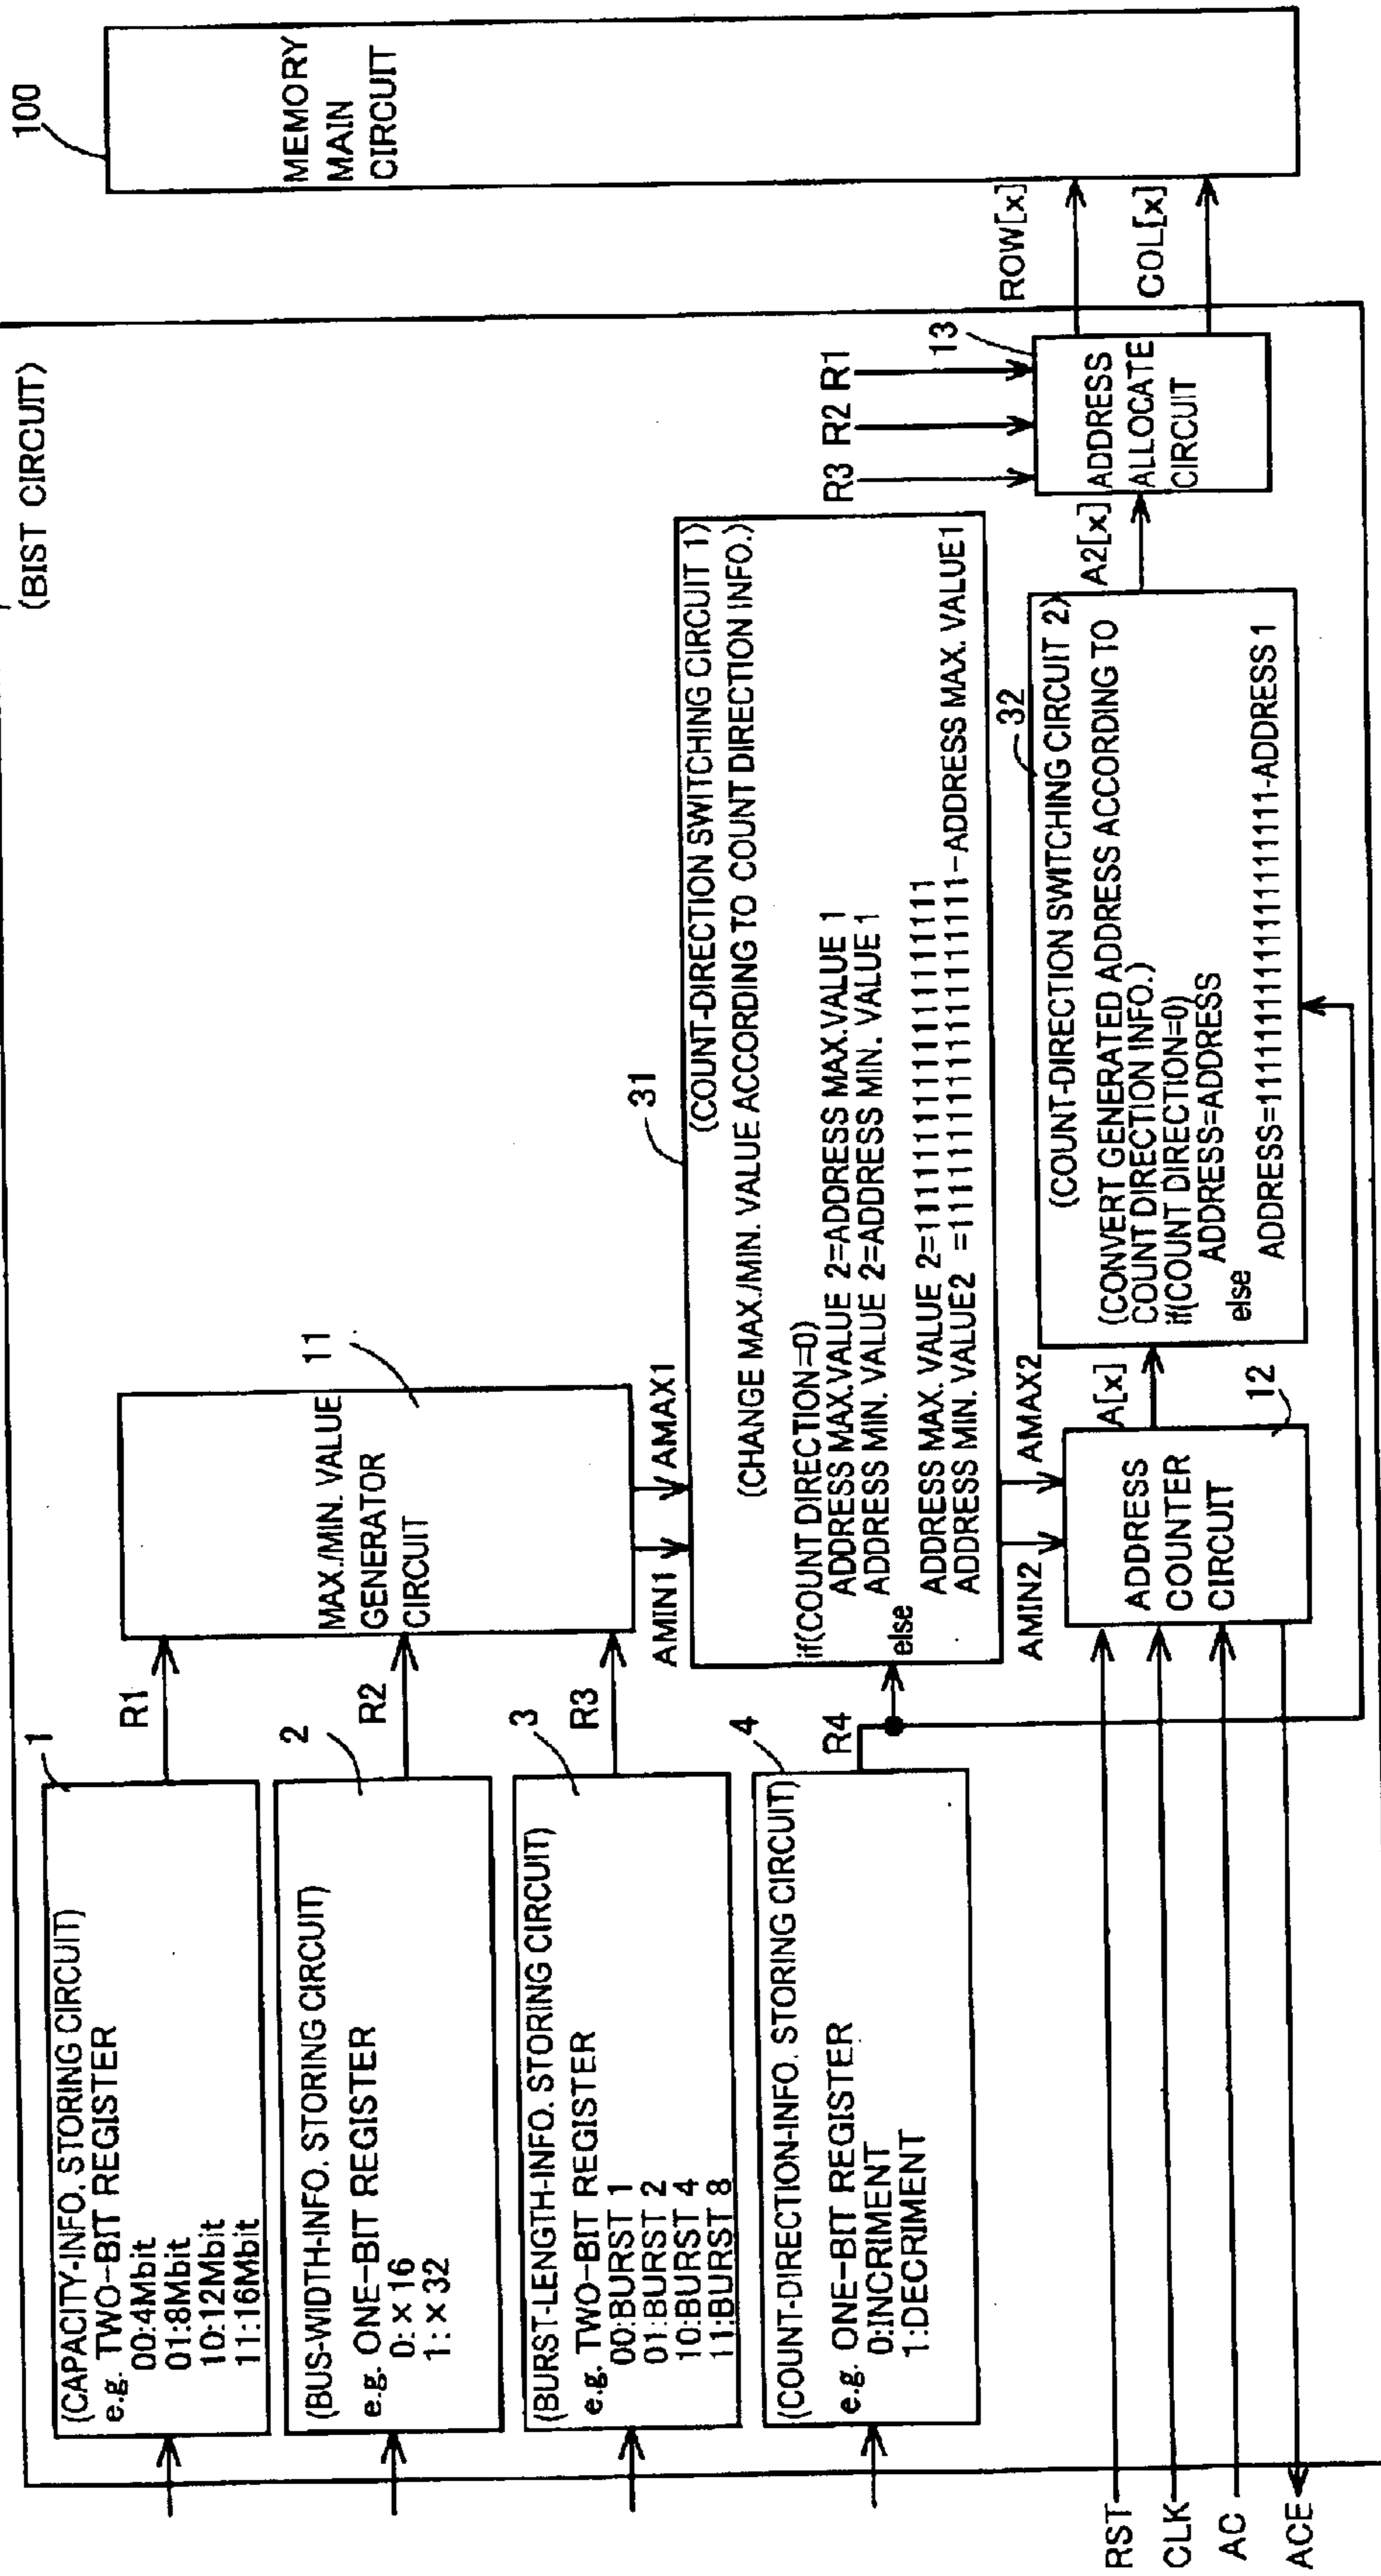 (BIST CIRCUIT)
100
MEMORY
MAIN
CIRCUIT
1
(CAPACITY-INFO. STORING CIRCUIT)
e.g. TWO-BIT REGISTER
00:4Mbit
01:8Mbit
10:12Mbit
11:16Mbit
R1
2
(BUS-WIDTH-INFO. STORING CIRCUIT)
e.g. ONE-BIT REGISTER
0: × 16
1: × 32
R2
3
(BURST-LENGTH-INFO. STORING CIRCUIT)
e.g. TWO-BIT REGISTER
00:BURST 1
01:BURST 2
10:BURST 4
11:BURST 8
R3
4
(COUNT-DIRECTION-INFO. STORING CIRCUIT)
e.g. ONE-BIT REGISTER
0:INCRIMENT
1:DECRIMENT
R4
11
MAX./MIN. VALUE
GENERATOR
CIRCUIT
AMIN1
AMAX1
31
(COUNT-DIRECTION SWITCHING CIRCUIT 1)
(CHANGE MAX./MIN. VALUE ACCORDING TO COUNT DIRECTION INFO.)
if(COUNT DIRECTION=0)
ADDRESS MAX.VALUE 2=ADDRESS MAX.VALUE 1
ADDRESS MIN. VALUE 2=ADDRESS MIN. VALUE 1
else
ADDRESS MAX. VALUE
ADDRESS MIN. VALUE2
-ADDRESS MAX. VALUE1
AMIN2
AMAX2
ADDRESS
COUNTER
CIRCUIT
12
A[x]
32
(COUNT-DIRECTION SWITCHING CIRCUIT 2)
(CONVERT GENERATED ADDRESS ACCORDING TO
COUNT DIRECTION INFO.)
if(COUNT DIRECTION=0)
ADDRESS=ADDRESS
else
A2[x]
R3 R2 R1
13
ADDRESS
ALLOCATE
CIRCUIT
ROW[x]
COL[x]
RST
CLK
AC
ACE